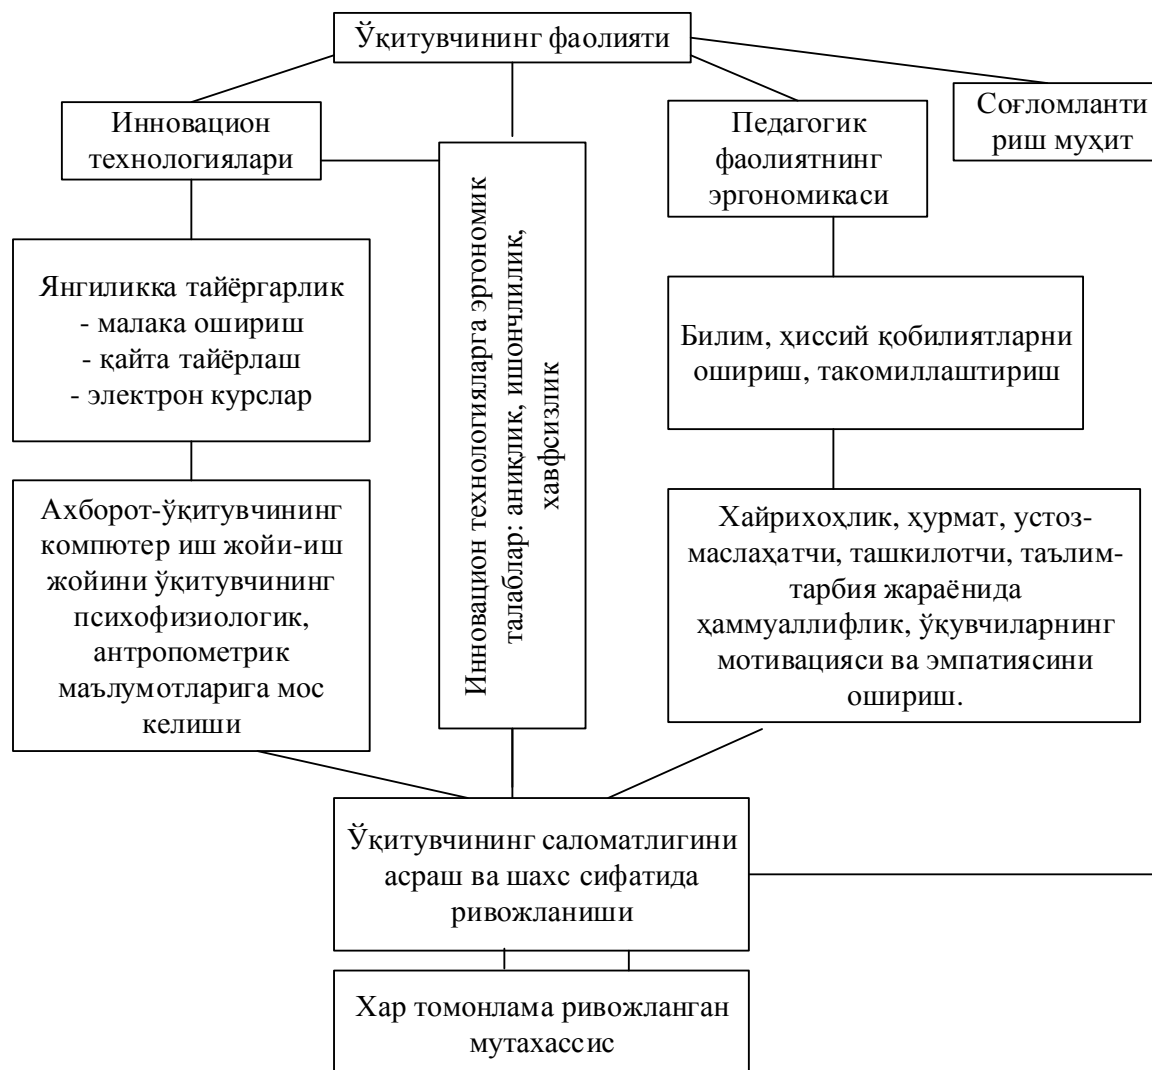 Ўқитувчининг фаолияти
Инновацион
технологиялари
Инновацион технологияларга эргономик
талаблар: аниқлик, ишончлилик,
хавфсизлик
Педагогик
фаолиятнинг
эргономикаси
Соғломланти
риш муҳит
Янгиликка тайёргарлик
- малака ошириш
- қайта тайёрлаш
- электрон курслар
Билим, ҳиссий қобилиятларни
ошириш, такомиллаштириш
Ахборот-ўқитувчининг
компютер иш жойи-иш
жойини ўқитувчининг
психофизиологик,
антропометрик
маълумотларига мос
келиши
Хайрихоҳлик, ҳурмат, устоз-
маслаҳатчи, ташкилотчи, таълим-
тарбия жараёнида
ҳаммуаллифлик, ўқувчиларнинг
мотивацияси ва эмпатиясини
ошириш.
Ўқитувчининг саломатлигини
асраш ва шахс сифатида
ривожланиши
Хар томонлама ривожланган
мутахассис